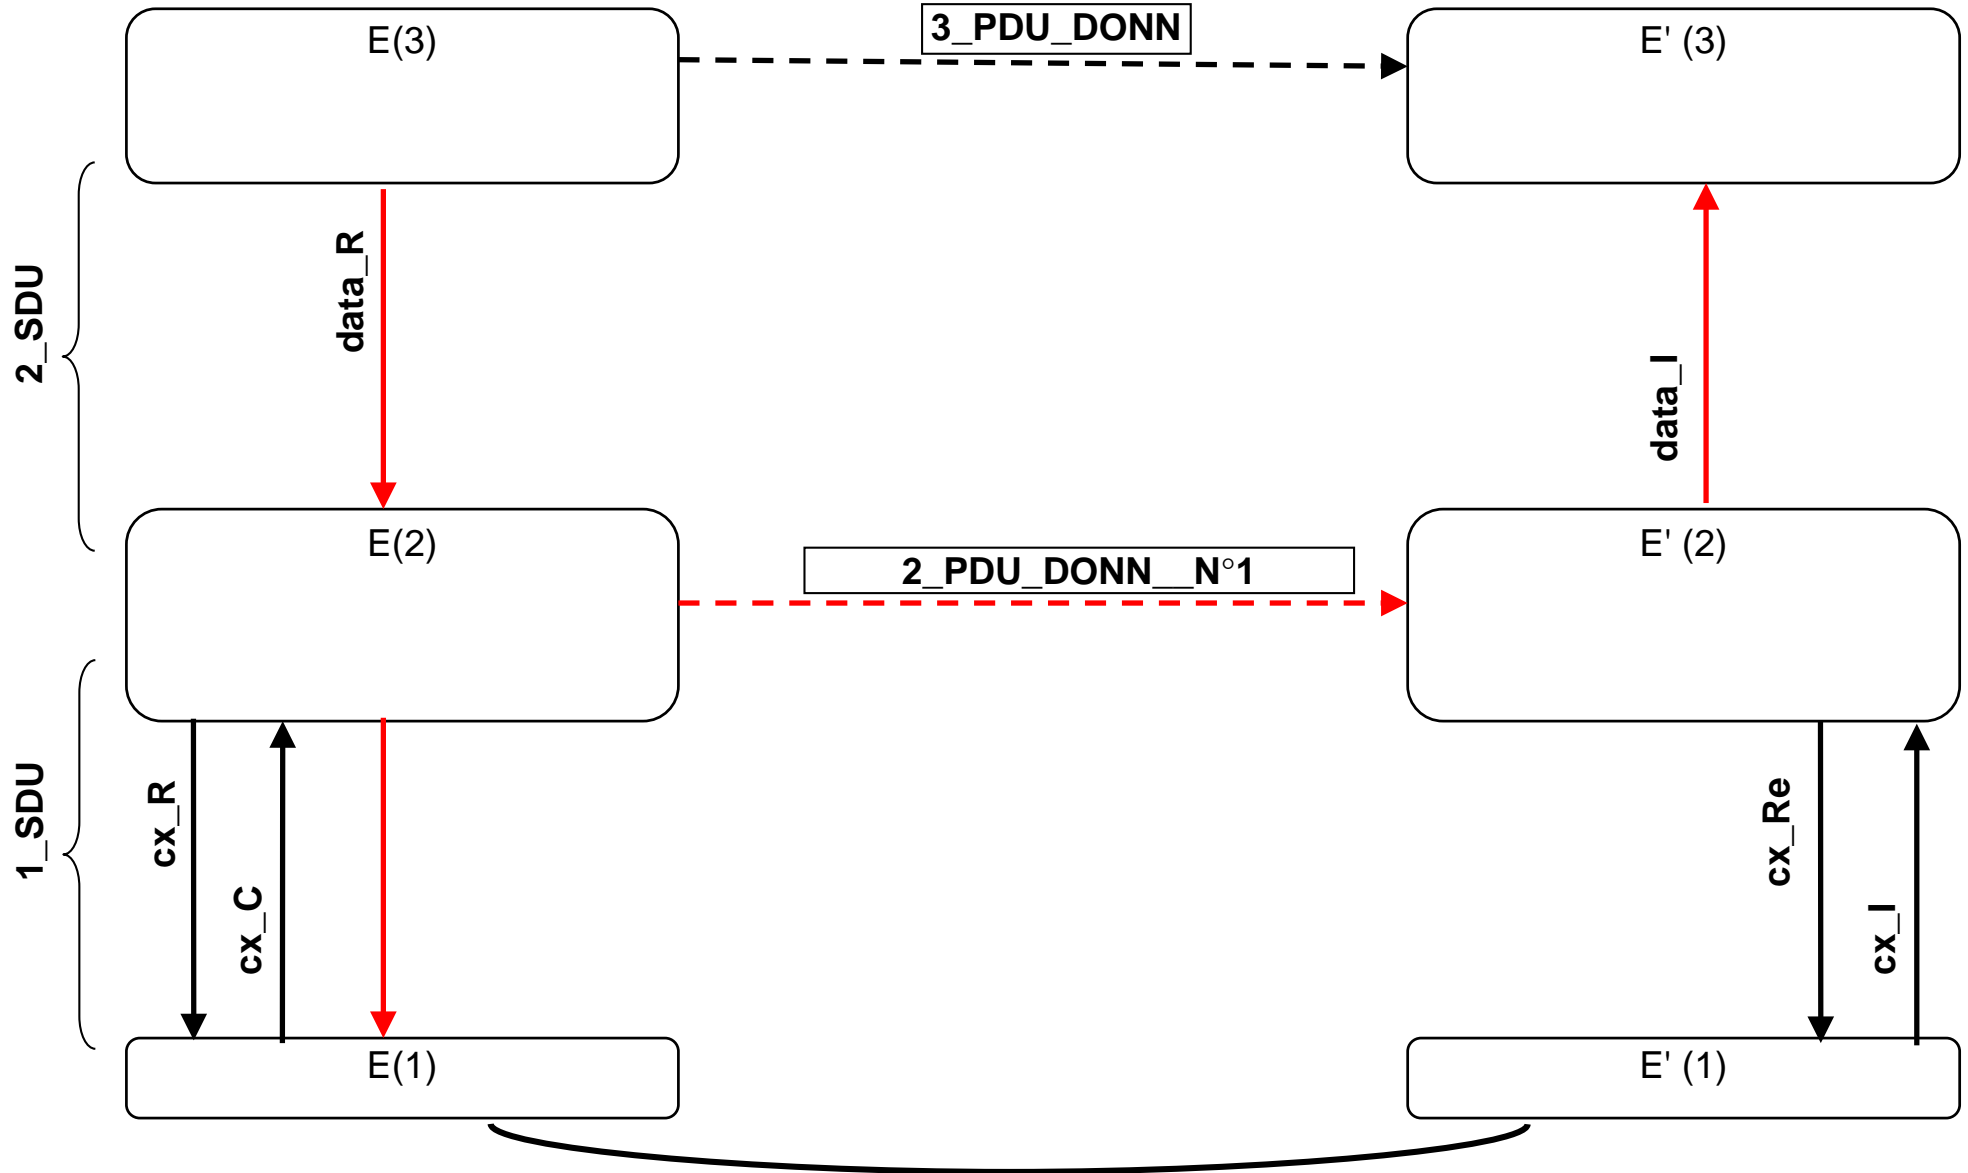 E(3)
3_PDU_DONN
E' (3)
2_SDU
data_R
data_I
E(2)
2_PDU_DONN__N°1
E' (2)
1_SDU
cx_R
cx_C
cx_Re
cx_I
E(1)
E' (1)